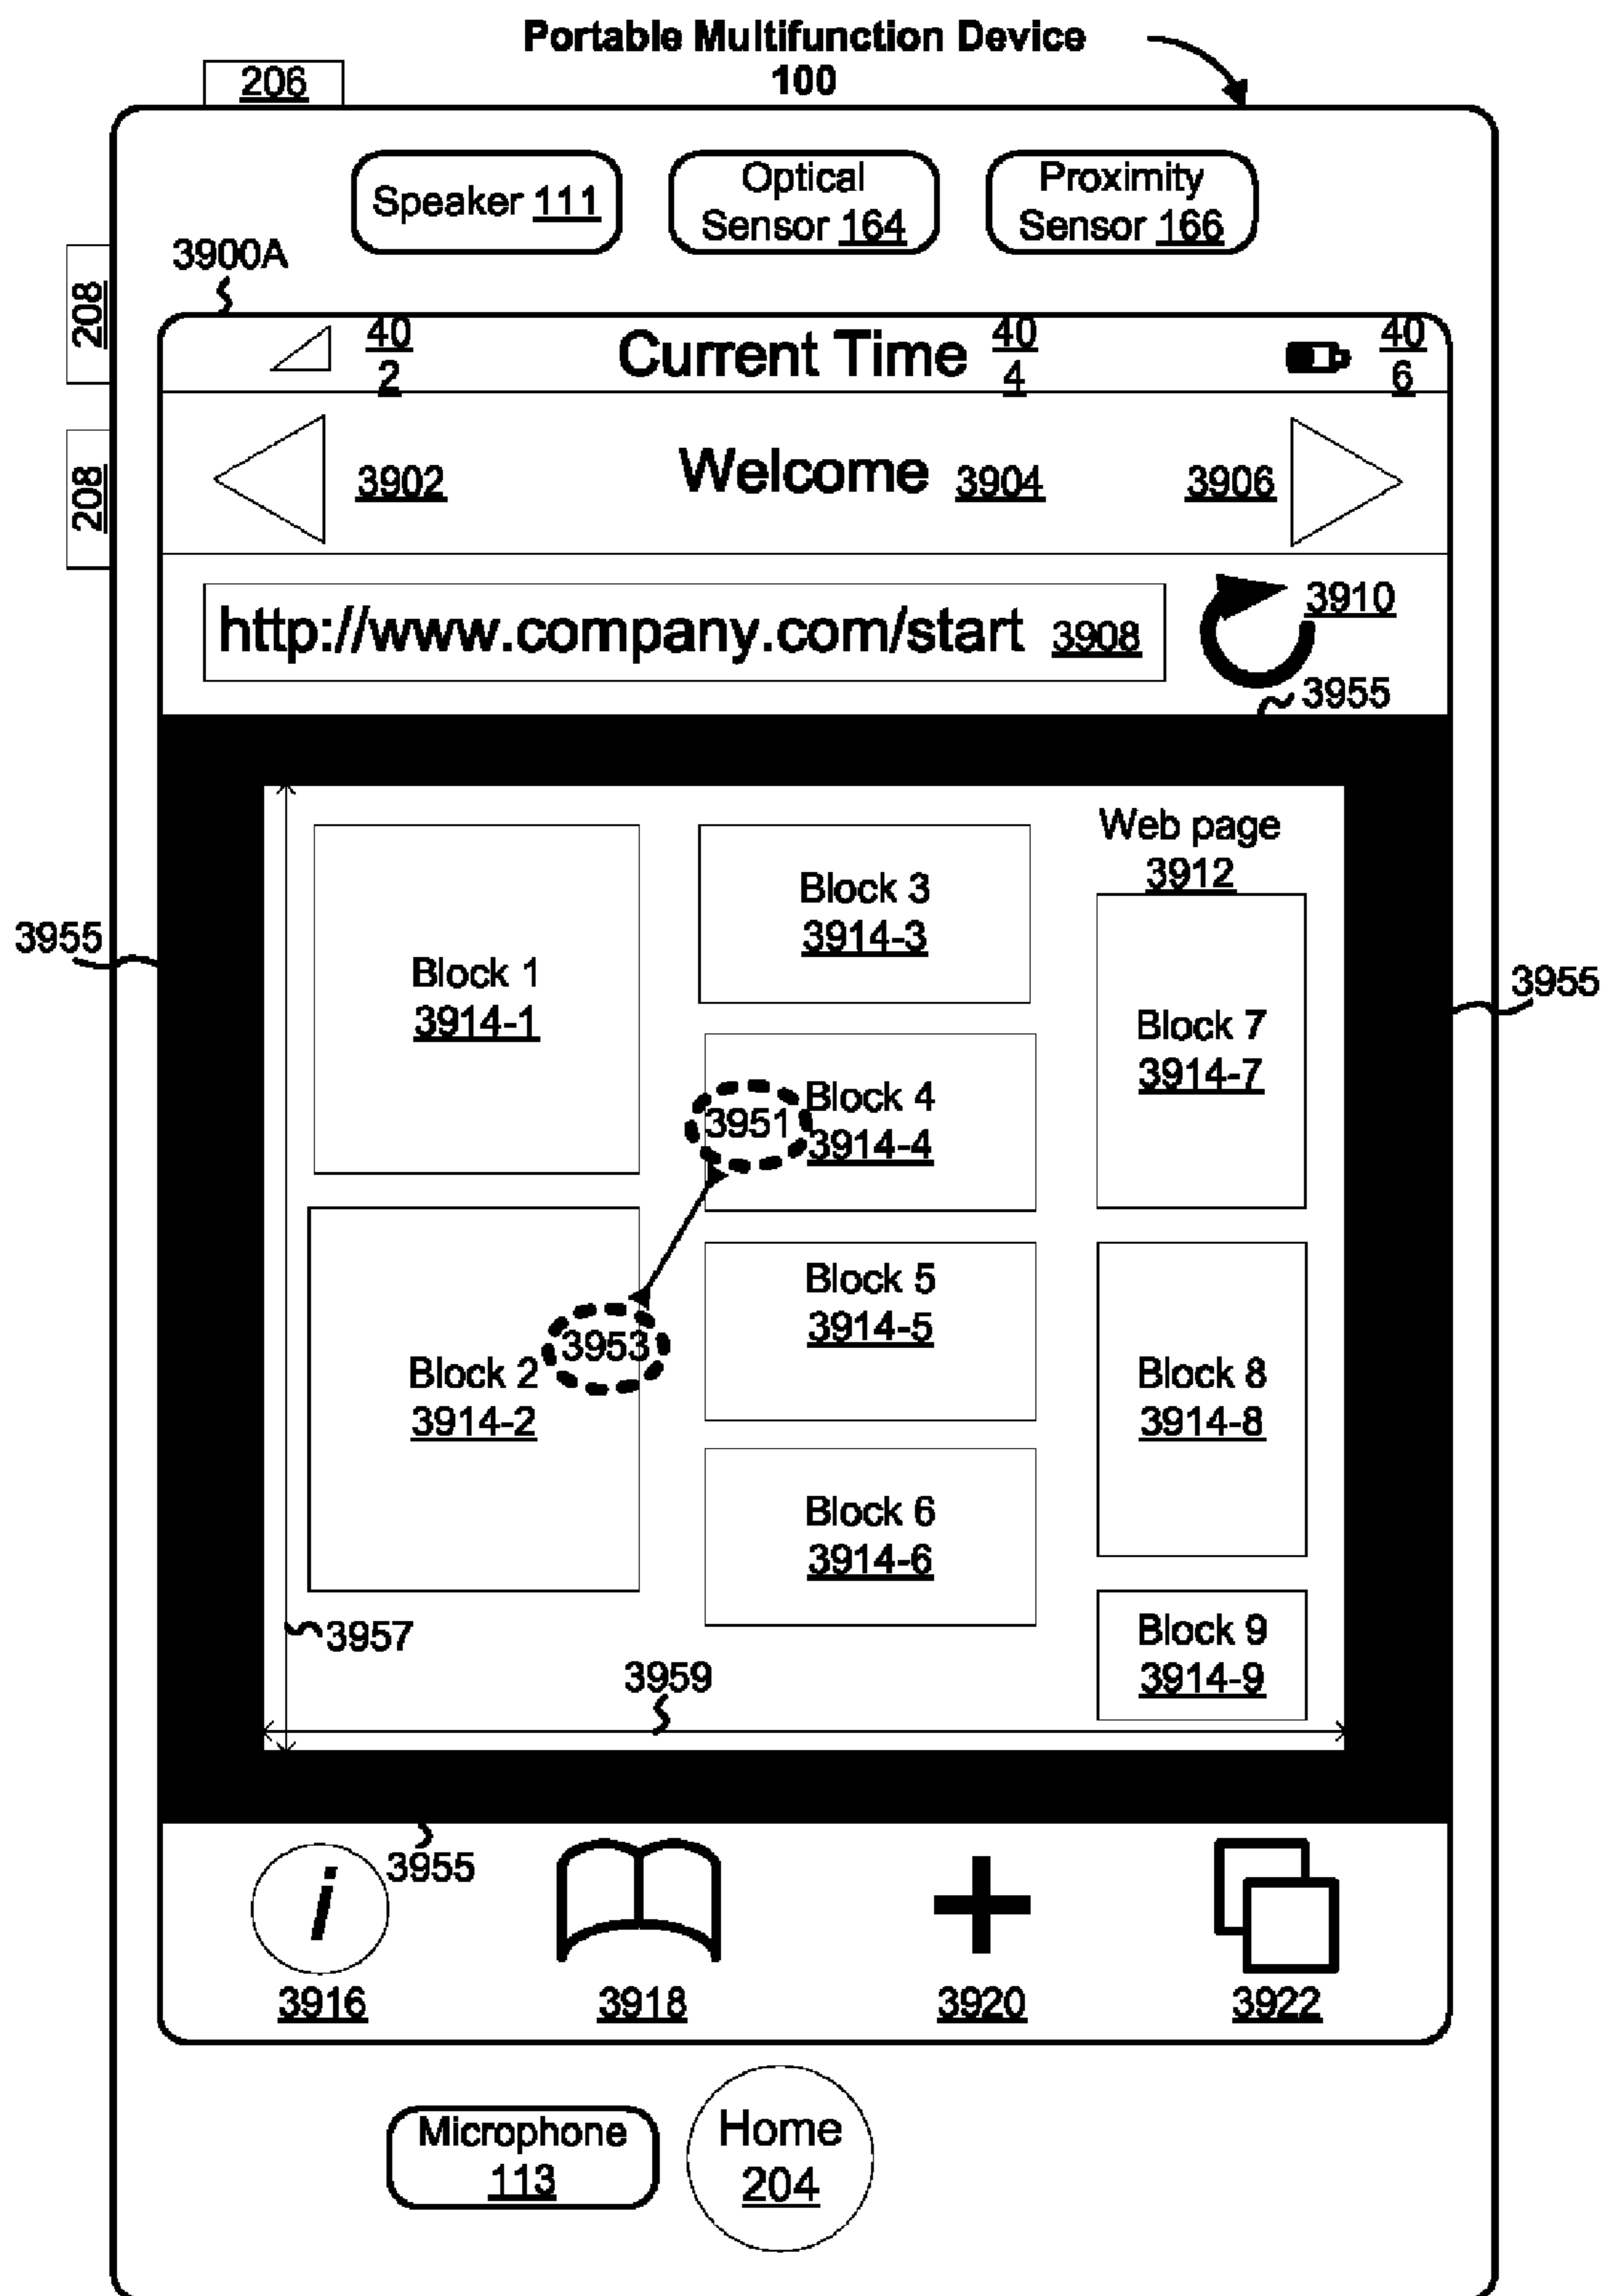 Portable Multifunction Device
100
206
Speaker 111
Optical
Sensor 164
Proximity
Sensor 166
3900A
208
208
40
2
Current Time
40
4
40
6
3902
Welcome 3904
3906
http://www.company.com/start 3908
3910
3955
Web page
3912
Block 1
3914-1
Block 3
3914-3
3955
3955
Block 7
3914-7
3951
Block 4
3914-4
Block 5
3914-5
3953
Block 2
3914-2
Block 8
3914-8
Block 6
3914-6
3957
3959
Block 9
3914-9
3955
i
3916
3918
3920
3922
Microphone
113
Home
204